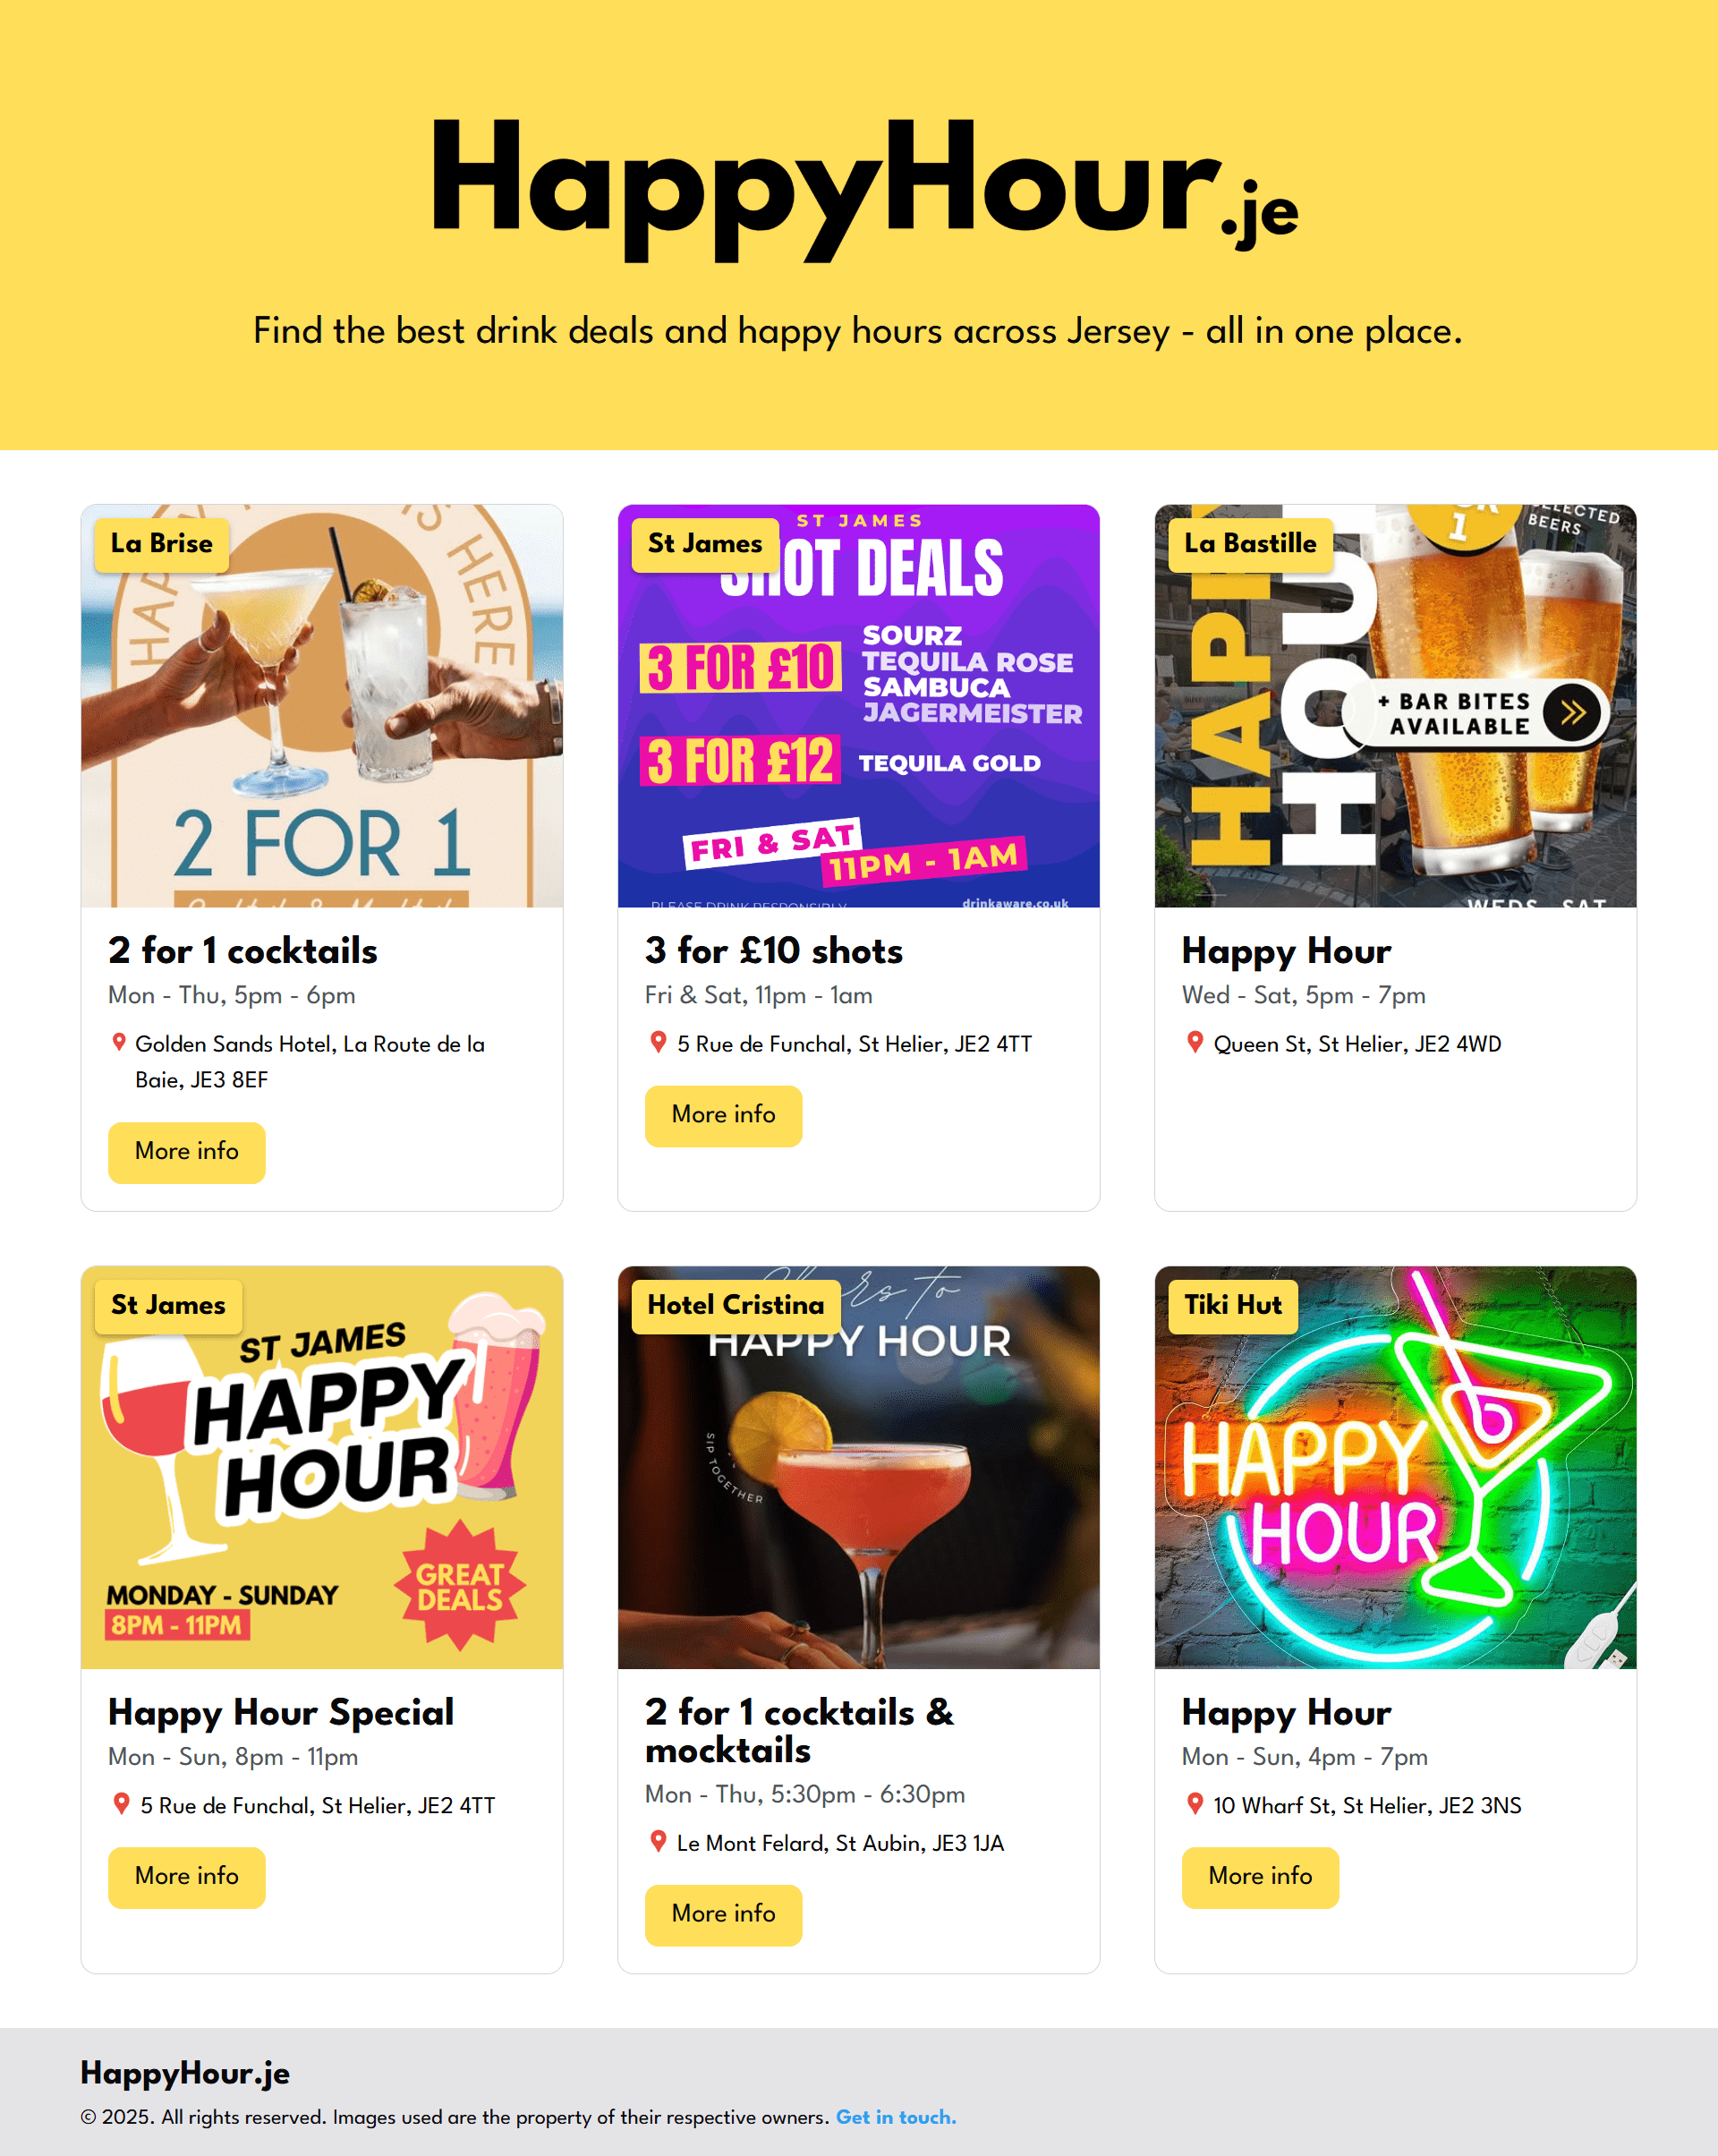 HappyHour.je
Find the best drink deals and happy hours across Jersey - all in one place.
La Brise
HAPPY
IS HERE
2 FOR 1
2 for 1 cocktails
Mon - Thu, 5pm - 6pm
Golden Sands Hotel, La Route de la
Baie, JE3 8EF
More info
St James
ST JAMES
SHOT DEALS
3 FOR £10
SOURZ
TEQUILA ROSE
SAMBUCA
JAGERMEISTER
3 FOR £12
TEQUILA GOLD
FRI & SAT
11PM - 1AM
PLEASE DRINK RESPONSIBLY
drinkaware.co.uk
3 for £10 shots
Fri & Sat, 11pm - 1am
5 Rue de Funchal, St Helier, JE2 4TT
More info
La Bastille
1
SELECTED
BEERS
HAPPY
HOU
+ BAR BITES
AVAILABLE
WEDS - SAT
Happy Hour
Wed - Sat, 5pm - 7pm
Queen St, St Helier, JE2 4WD
St James
ST JAMES
HAPPY
HOUR
GREAT
DEALS
MONDAY - SUNDAY
8PM - 11PM
Happy Hour Special
Mon - Sun, 8pm - 11pm
5 Rue de Funchal, St Helier, JE2 4TT
More info
Hotel Cristina
to
HAPPY HOUR
SIP TOGETHER
2 for 1 cocktails &
mocktails
Mon - Thu, 5:30pm - 6:30pm
Le Mont Felard, St Aubin, JE3 1JA
More info
Tiki Hut
HAPPY
HOUR
Happy Hour
Mon - Sun, 4pm - 7pm
10 Wharf St, St Helier, JE2 3NS
More info
HappyHour.je
© 2025. All rights reserved. Images used are the property of their respective owners. Get in touch.